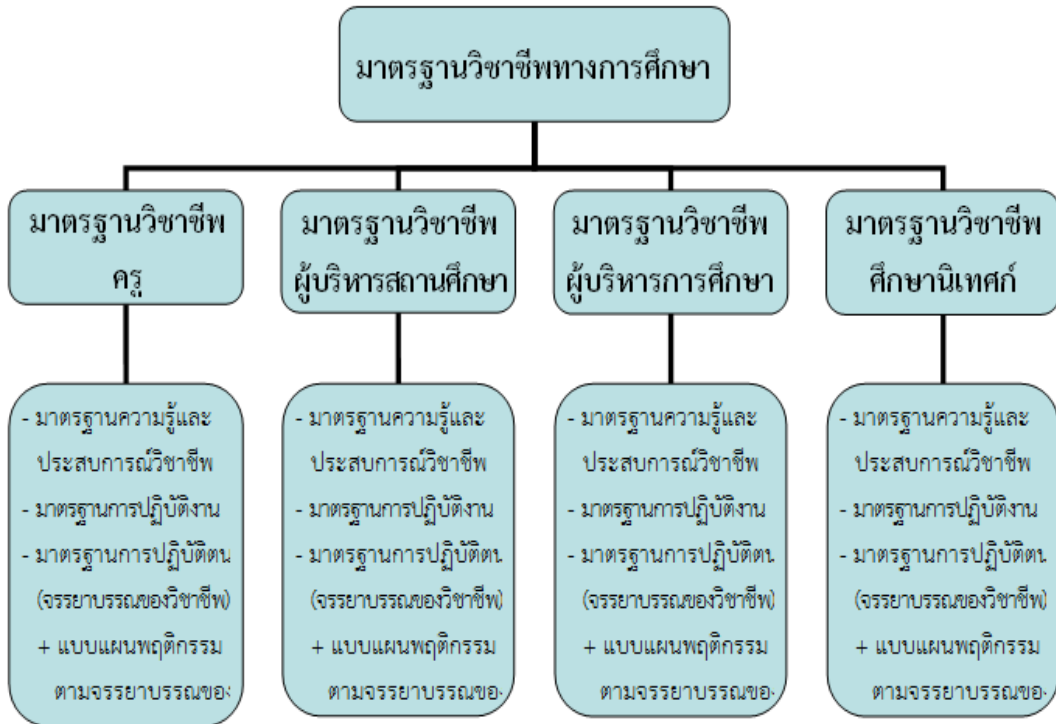 มาตรฐานวิชาชีพทางการศึกษา
มาตรฐานวิชาชีพ
ครู
มาตรฐานวิชาชีพ
ผู้บริหารสถานศึกษา
มาตรฐานวิชาชีพ
ผู้บริหารการศึกษา
มาตรฐานวิชาชีพ
ศึกษานิเทศก์
- มาตรฐานความรู้และ
ประสบการณ์วิชาชีพ
- มาตรฐานการปฏิบัติงาน
- มาตรฐานการปฏิบัติตน
(จรรยาบรรณของวิชาชีพ)
+ แบบแผนพฤติกรรม
ตามจรรยาบรรณของ
- มาตรฐานความรู้และ
ประสบการณ์วิชาชีพ
- มาตรฐานการปฏิบัติงาน
- มาตรฐานการปฏิบัติตน
(จรรยาบรรณของวิชาชีพ)
+ แบบแผนพฤติกรรม
ตามจรรยาบรรณของ
- มาตรฐานความรู้และ
ประสบการณ์วิชาชีพ
- มาตรฐานการปฏิบัติงาน
- มาตรฐานการปฏิบัติตน
(จรรยาบรรณของวิชาชีพ)
+ แบบแผนพฤติกรรม
ตามจรรยาบรรณของ
- มาตรฐานความรู้และ
ประสบการณ์วิชาชีพ
- มาตรฐานการปฏิบัติงาน
- มาตรฐานการปฏิบัติตน
(จรรยาบรรณของวิชาชีพ)
+ แบบแผนพฤติกรรม
ตามจรรยาบรรณของ